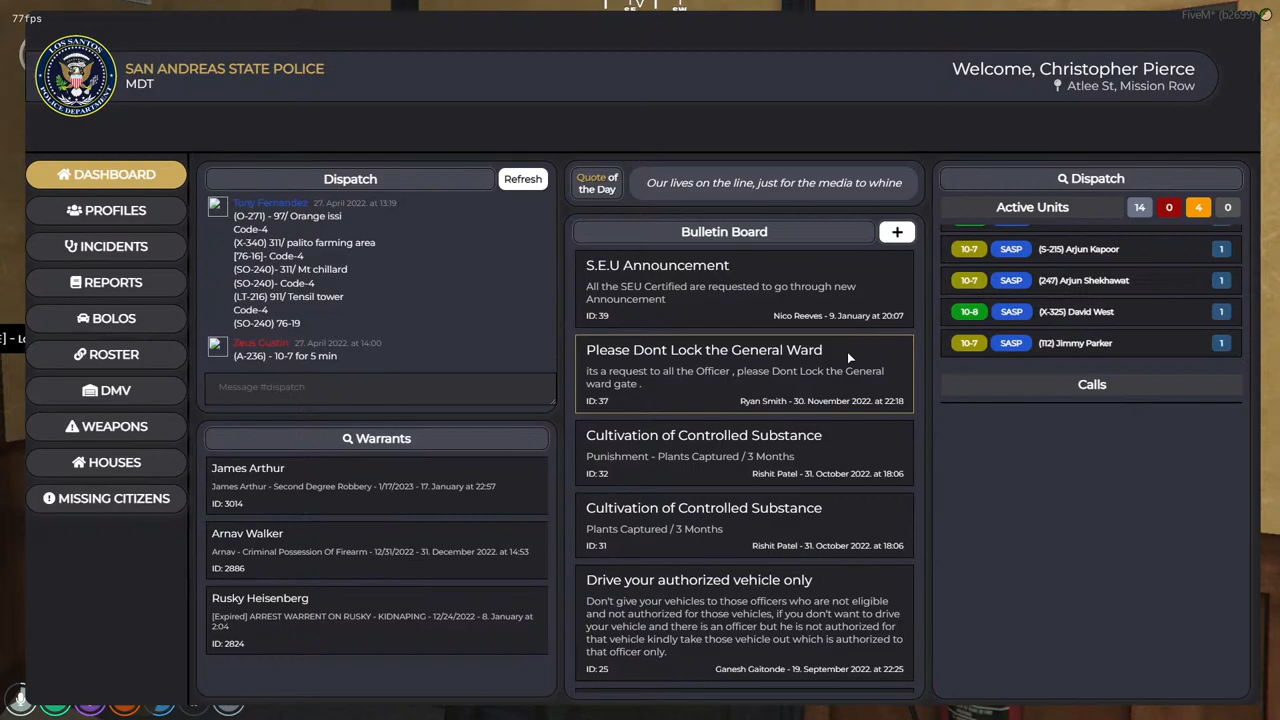 77fps
SE
SW
FiveM* (b2699)
LOS SANTOS
POLICE DEPARTMENT
SAN ANDREAS STATE POLICE
MDT
Welcome, Christopher Pierce
Atlee St, Mission Row
DASHBOARD
PROFILES
INCIDENTS
REPORTS
BOLOS
ROSTER
DMV
WEAPONS
HOUSES
MISSING CITIZENS
Dispatch
Refresh
Tony Fernandez 27. April 2022. at 13:19
(O-271) - 97/ Orange issi
Code-4
(X-340) 311/ palito farming area
[76-16]- Code-4
(SO-240)- 311/ Mt chillard
(SO-240)- Code-4
(LT-216) 911/ Tensil tower
Code-4
(SO-240) 76-19
Zeus Gustin 27. April 2022. at 14:00
(A-236) - 10-7 for 5 min
Message #dispatch
Warrants
James Arthur
James Arthur - Second Degree Robbery - 1/17/2023 - 17. January at 22:57
ID: 3014
Arnav Walker
Arnav - Criminal Possession Of Firearm - 12/31/2022 - 31. December 2022. at 14:53
ID: 2886
Rusky Heisenberg
[Expired] ARREST WARRENT ON RUSKY - KIDNAPING - 12/24/2022 - 8. January at
2:04
ID: 2824
Quote of
the Day
Our lives on the line, just for the media to whine
Bulletin Board
+
S.E.U Announcement
All the SEU Certified are requested to go through new
Announcement
ID: 39
Nico Reeves - 9. January at 20:07
Please Dont Lock the General Ward
its a request to all the Officer , please Dont Lock the General
ward gate .
ID: 37
Ryan Smith - 30. November 2022. at 22:18
Cultivation of Controlled Substance
Punishment - Plants Captured / 3 Months
ID: 32
Rishit Patel - 31. October 2022. at 18:06
Cultivation of Controlled Substance
Plants Captured / 3 Months
ID: 31
Rishit Patel - 31. October 2022. at 18:06
Drive your authorized vehicle only
Don't give your vehicles to those officers who are not eligible
and not authorized for those vehicles, if you don't want to drive
your vehicle and there is an officer but he is not authorized for
that vehicle kindly take those vehicle out which is authorized to
that officer only.
ID: 25
Ganesh Gaitonde - 19. September 2022. at 22:25
Dispatch
Active Units 14 0 4 0
10-7 SASP (S-215) Arjun Kapoor 1
10-7 SASP (247) Arjun Shekhawat 1
10-8 SASP (X-325) David West 1
10-7 SASP (112) Jimmy Parker 1
Calls